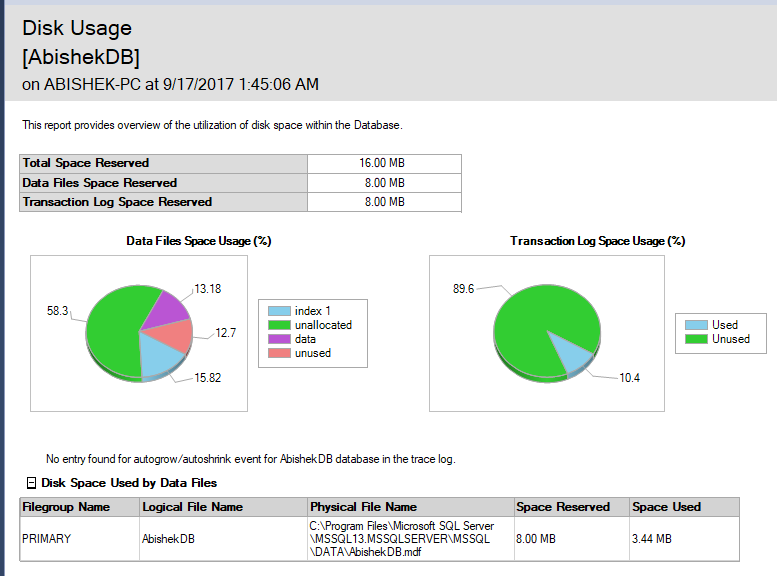 Disk Usage
[AbishekDB]
on ABISHEK-PC at 9/17/2017 1:45:06 AM
This report provides overview of the utilization of disk space within the Database.
Total Space Reserved 16.00 MB
Data Files Space Reserved 8.00 MB
Transaction Log Space Reserved 8.00 MB
Data Files Space Usage (%)
13.18
58.3
12.7
15.82
index 1
unallocated
data
unused
Transaction Log Space Usage (%)
89.6
10.4
Used
Unused
No entry found for autogrow/autoshrink event for AbishekDB database in the trace log.
Disk Space Used by Data Files
Filegroup Name Logical File Name Physical File Name Space Reserved Space Used
C:\Program Files\Microsoft SQL Server
PRIMARY AbishekDB \MSSQL13.MSSQLSERVER\MSSQL 8.00 MB 3.44 MB
\DATA\AbishekDB.mdf